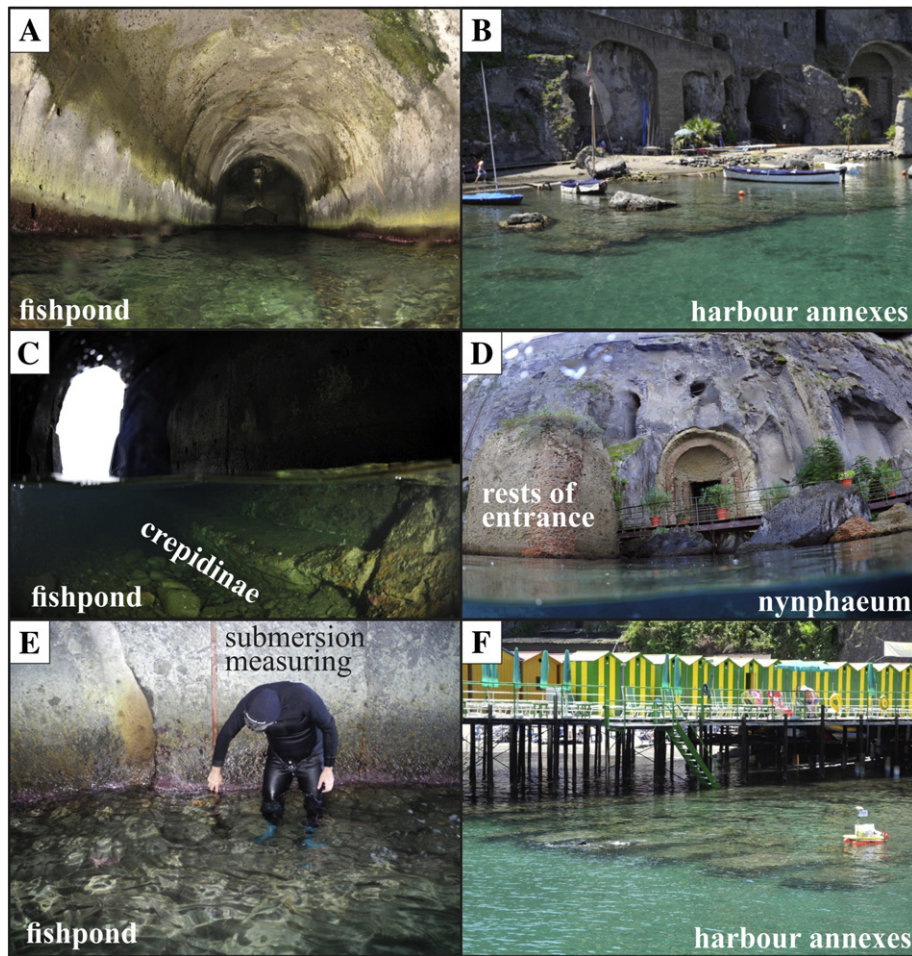 A
fishpond
B
harbour annexes
C
crepidinae
fishpond
D
rests of
entrance
nynphaeum
E
submersion
measuring
fishpond
F
harbour annexes